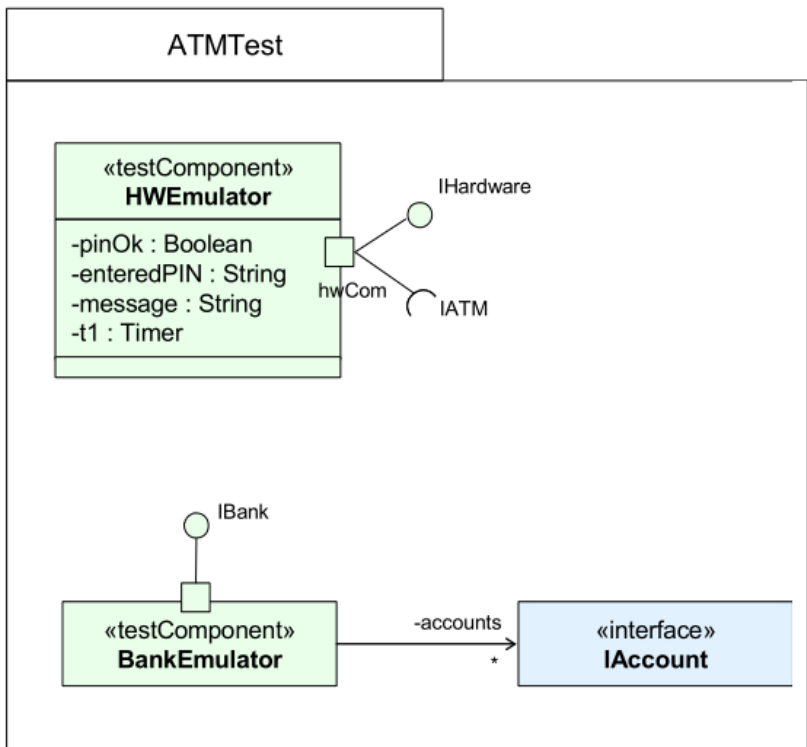 ATMTest
«testComponent»
HWEmulator
-pinOk : Boolean
-enteredPIN : String
-message : String
-t1 : Timer
hwCom
IHardware
IATM
IBank
«testComponent»
BankEmulator
-accounts
*
«interface»
IAccount